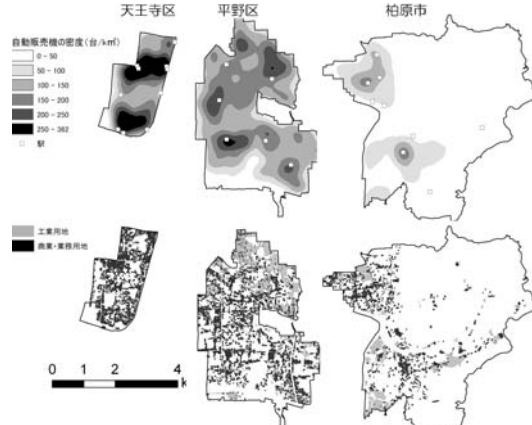 天王寺区
平野区
柏原市
自動販売機の密度(台/k㎡)
0-50
50-100
100-150
150-200
200-250
250-362
駅
工業用地
商業・業務用地
0 1 2 4
k